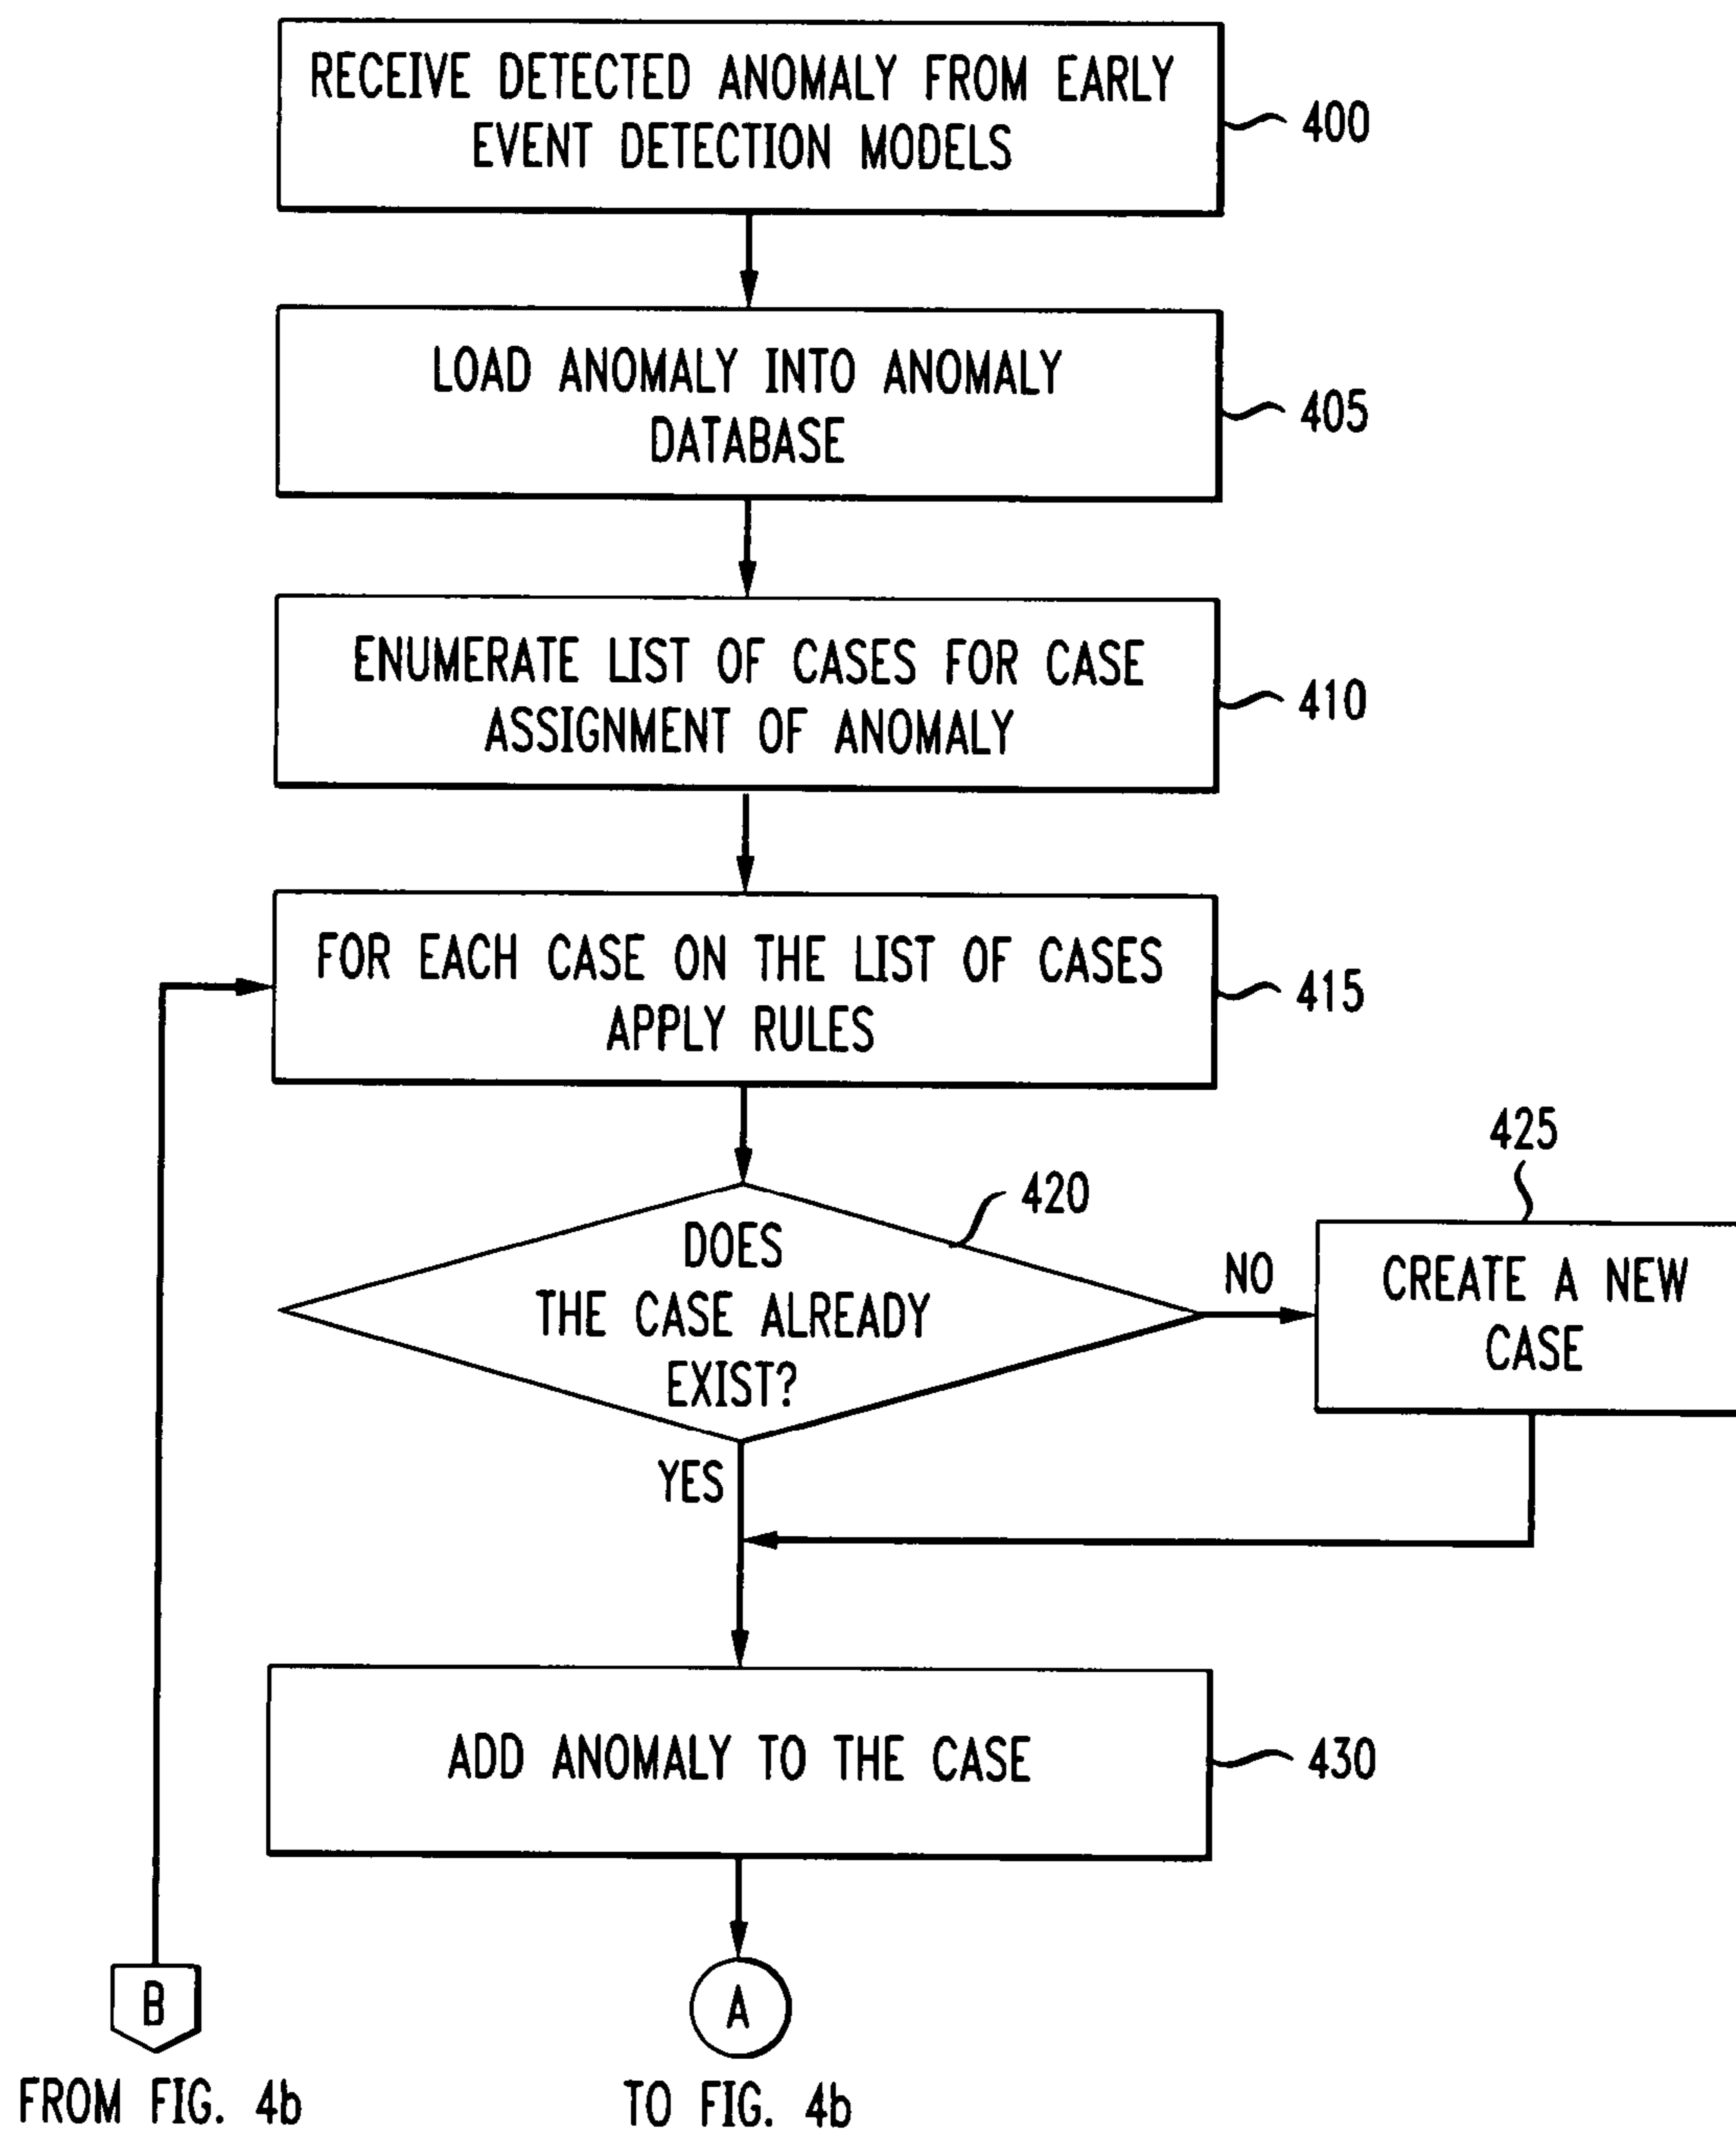 RECEIVE DETECTED ANOMALY FROM EARLY
EVENT DETECTION MODELS
400
LOAD ANOMALY INTO ANOMALY
DATABASE
405
ENUMERATE LIST OF CASES FOR CASE
ASSIGNMENT OF ANOMALY
410
FOR EACH CASE ON THE LIST OF CASES
APPLY RULES
415
420
DOES
THE CASE ALREADY
EXIST?
NO
425
CREATE A NEW
CASE
YES
ADD ANOMALY TO THE CASE
430
B
A
FROM FIG. 4b
TO FIG. 4b